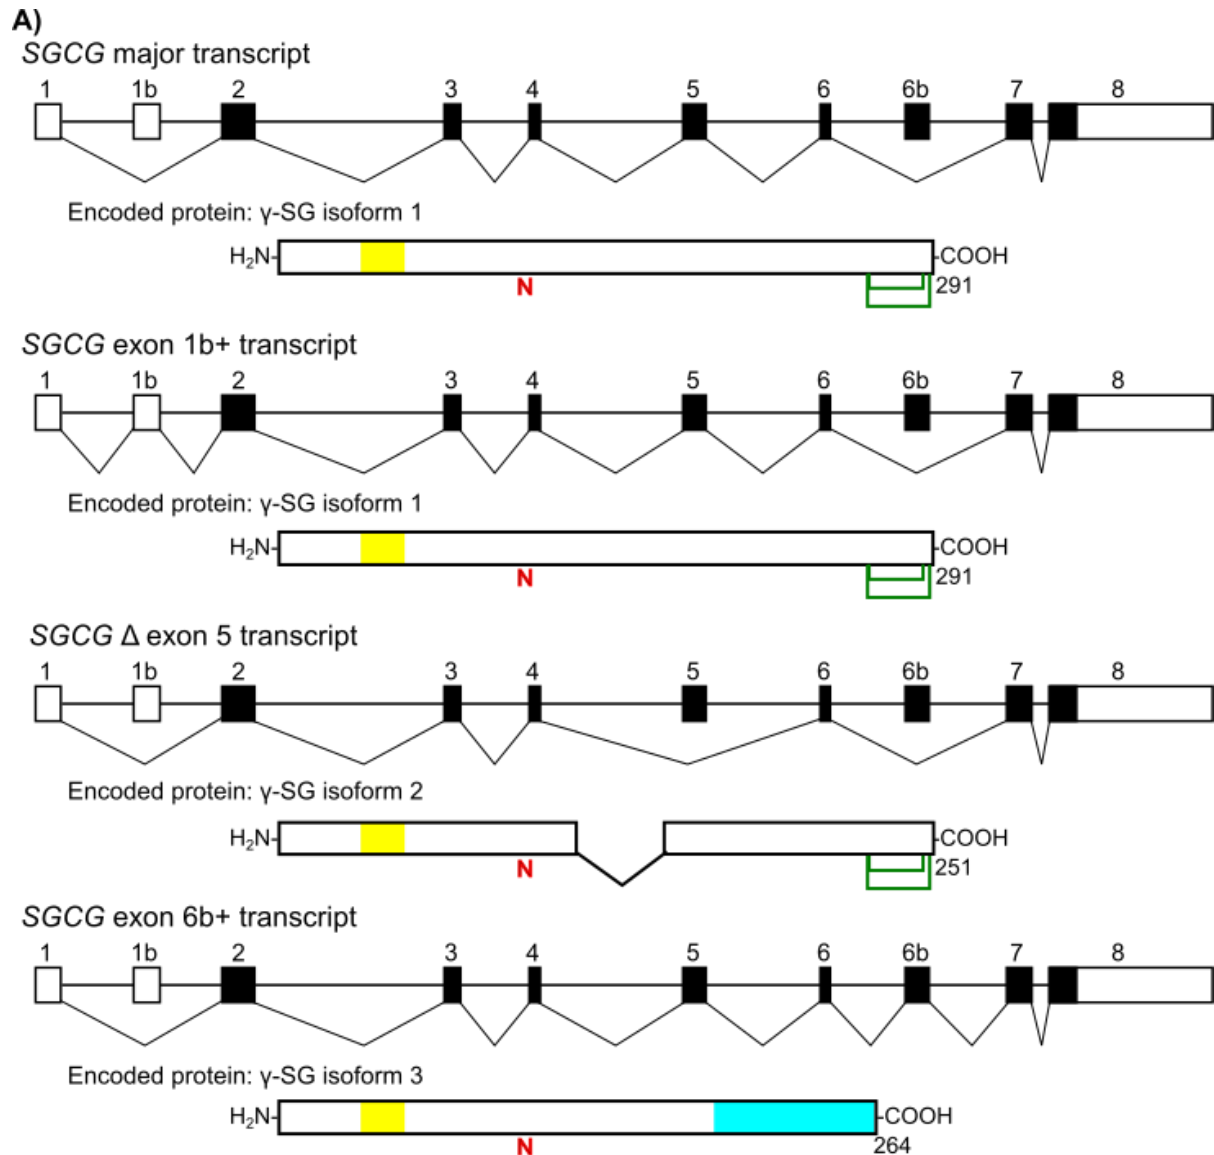 A)
SGCG major transcript
1 1b 2 3 4 5 6 6b 7 8
Encoded protein: γ-SG isoform 1
H₂N- -COOH
N 291
SGCG exon 1b+ transcript
1 1b 2 3 4 5 6 6b 7 8
Encoded protein: γ-SG isoform 1
H₂N- -COOH
N 291
SGCG Δ exon 5 transcript
1 1b 2 3 4 5 6 6b 7 8
Encoded protein: γ-SG isoform 2
H₂N- -COOH
N 251
SGCG exon 6b+ transcript
1 1b 2 3 4 5 6 6b 7 8
Encoded protein: γ-SG isoform 3
H₂N- -COOH
N 264